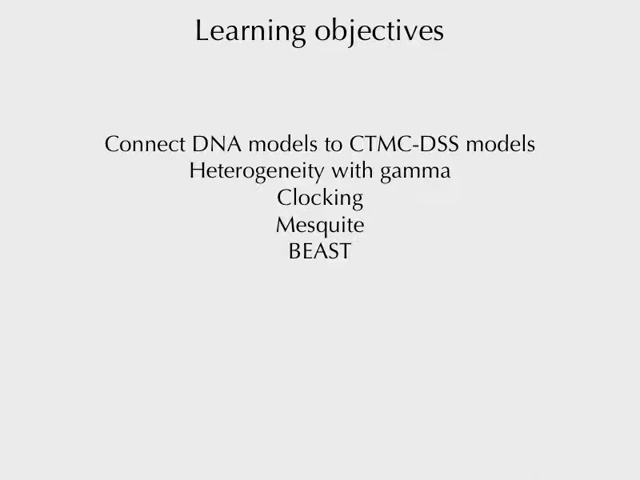 Learning objectives
Connect DNA models to CTMC-DSS models
Heterogeneity with gamma
Clocking
Mesquite
BEAST